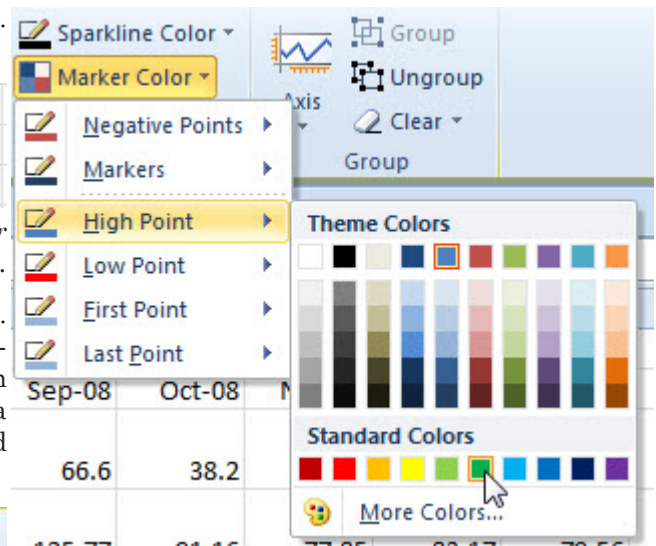 Sparkline Color
Marker Color
Axis
Group
Ungroup
Clear
Group
Negative Points
Markers
High Point
Low Point
First Point
Last Point
Theme Colors
Standard Colors
More Colors...
Sep-08 Oct-08
66.6 38.2